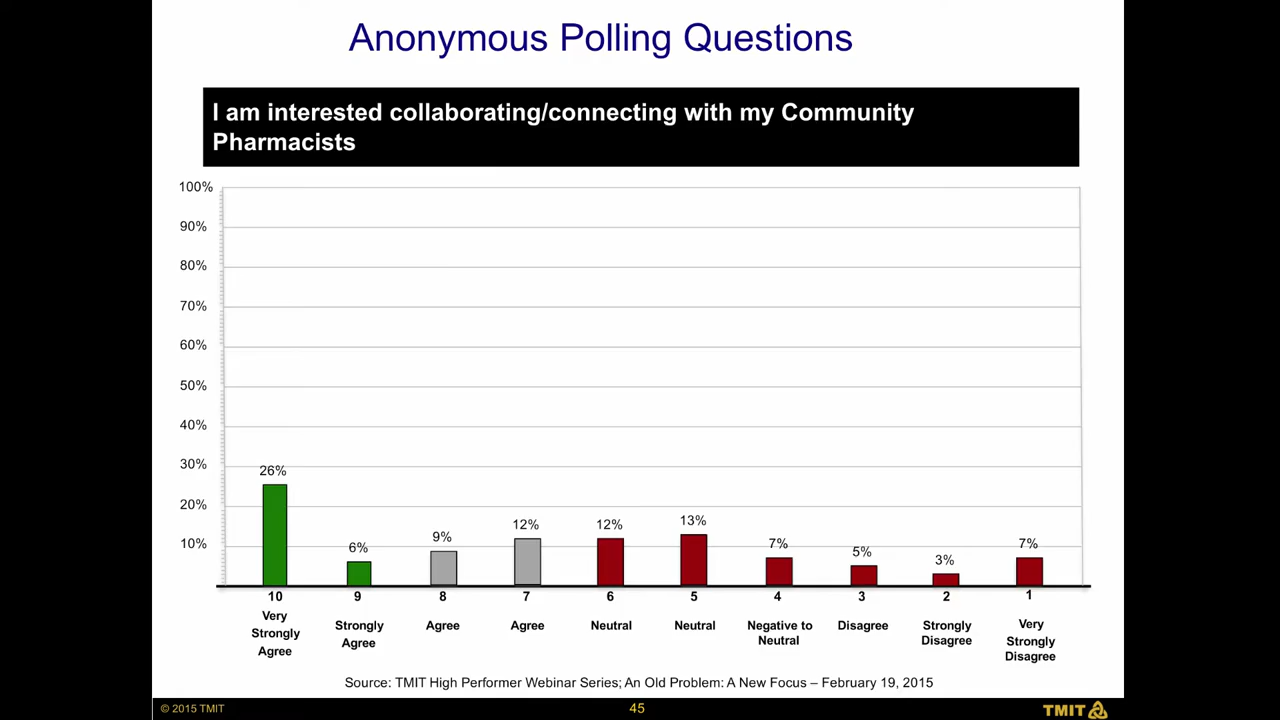 Anonymous Polling Questions
I am interested collaborating/connecting with my Community
Pharmacists
100%
90%
80%
70%
60%
50%
40%
30%
20%
10%
26%
6%
9%
12%
12%
13%
7%
5%
3%
7%
10
9
8
7
6
5
4
3
2
1
Very
Strongly
Agree
Strongly
Agree
Agree
Agree
Neutral
Neutral
Negative to
Neutral
Disagree
Strongly
Disagree
Very
Strongly
Disagree
Source: TMIT High Performer Webinar Series; An Old Problem: A New Focus – February 19, 2015
© 2015 TMIT
45
TMIT